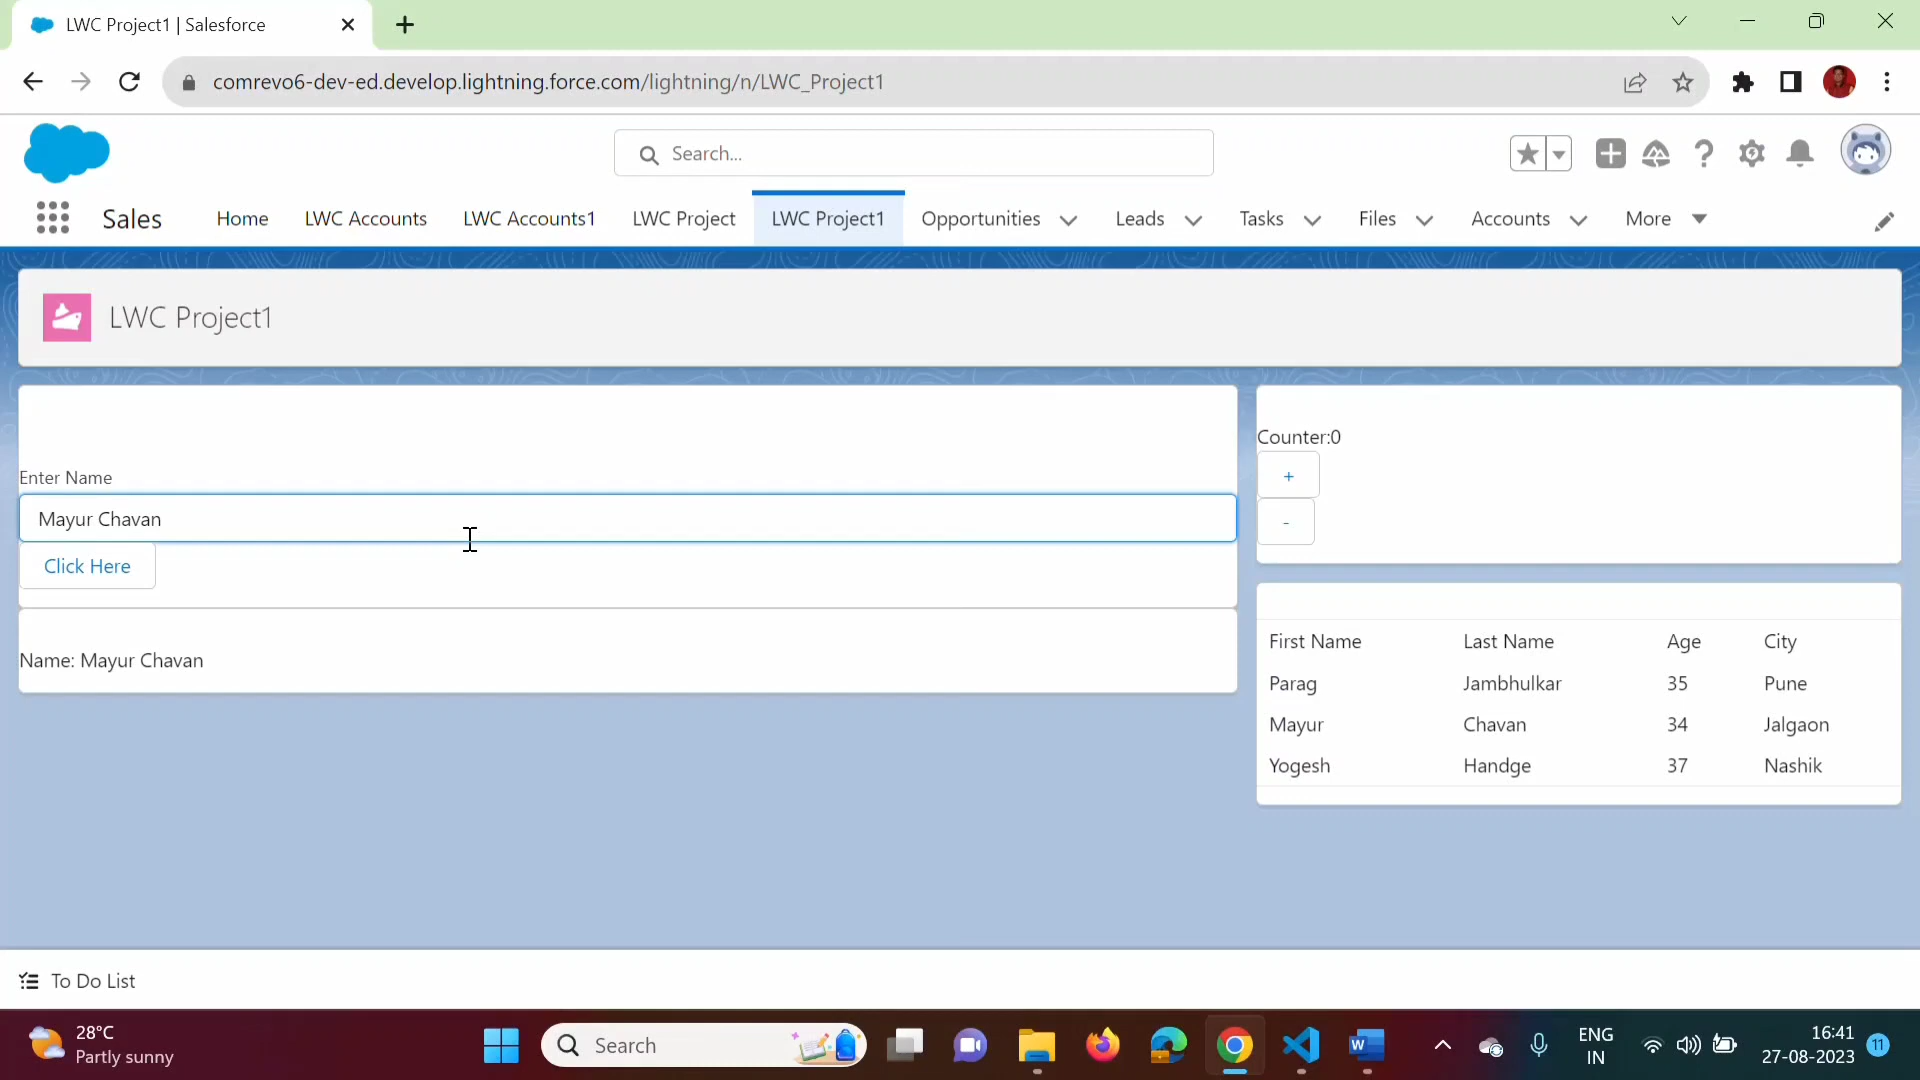 LWC Project1 | Salesforce
comrevo6-dev-ed.develop.lightning.force.com/lightning/n/LWC_Project1
Search...
Sales Home LWC Accounts LWC Accounts1 LWC Project LWC Project1 Opportunities Leads Tasks Files Accounts More
LWC Project1
Enter Name
Mayur Chavan
Click Here
Name: Mayur Chavan
Counter:0
+
-
First Name Last Name Age City
Parag Jambhulkar 35 Pune
Mayur Chavan 34 Jalgaon
Yogesh Handge 37 Nashik
To Do List
28°C
Partly sunny
Search
ENG
IN
16:41
27-08-2023
11